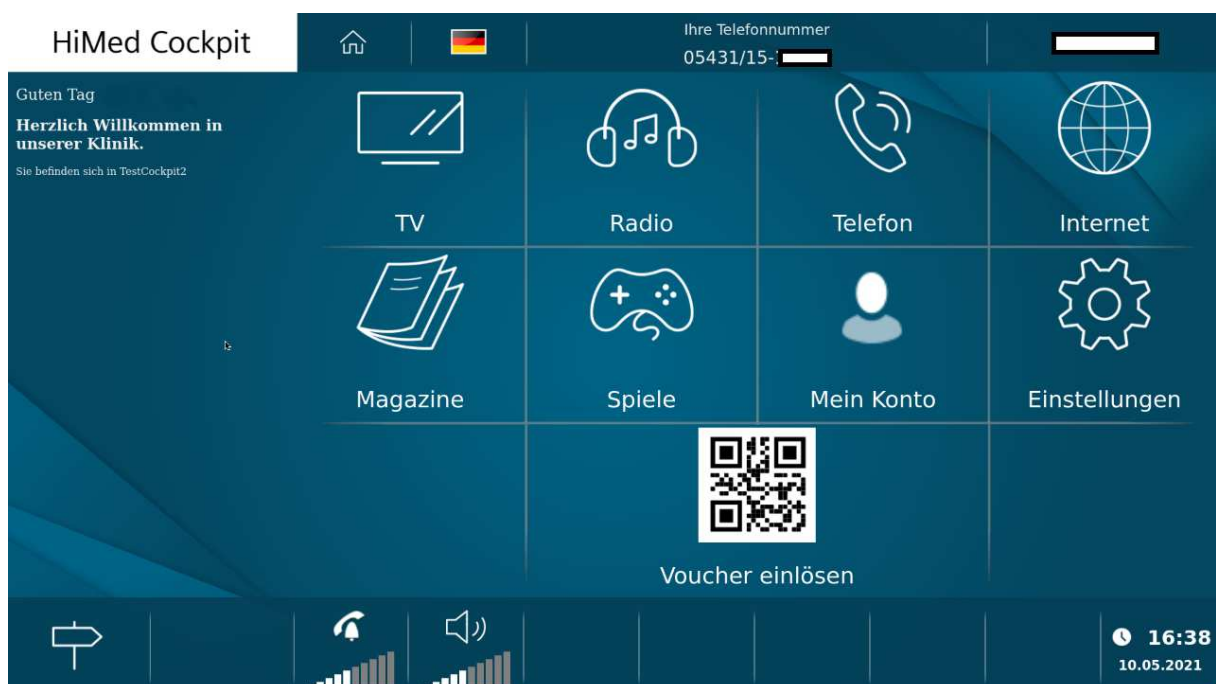 HiMed Cockpit
Ihre Telefonnummer
05431/15-
Guten Tag
Herzlich Willkommen in
unserer Klinik.
Sie befinden sich in TestCockpit2
TV
Radio
Telefon
Internet
Magazine
Spiele
Mein Konto
Einstellungen
Voucher einlösen
16:38
10.05.2021